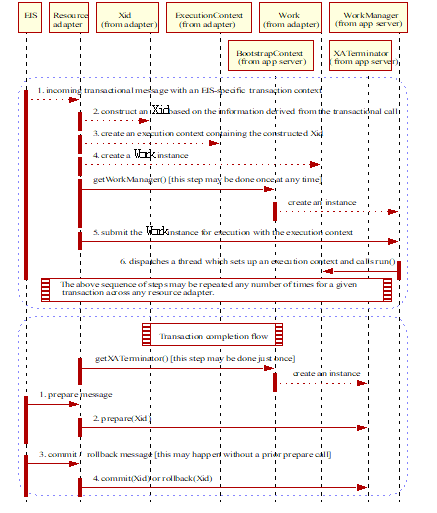 EIS
Resource
adapter
Xid
(from adapter)
ExecutionContext
(from adapter)
Work
(from adapter)
WorkManager
(from app server)
BootstrapContext
(from app server)
XATerminator
(from app server)
1. incoming transactional message with an EIS-specific transaction context
2. construct an Xid based on the information derived from the transactional call
3. create an execution context containing the constructed Xid
4. create a Work instance
getWorkManager() [this step may be done once at any time]
create an instance
5. submit the Work instance for execution with the execution context
6. dispatches a thread which sets up an execution context and calls run()
The above sequence of steps may be repeated any number of times for a given
transaction across any resource adapter.
Transaction completion flow
getXATerminator() [this step may be done just once]
create an instance
1. prepare message
2. prepare(Xid)
3. commit / rollback message [this may happen without a prior prepare call]
4. commit(Xid) or rollback(Xid)